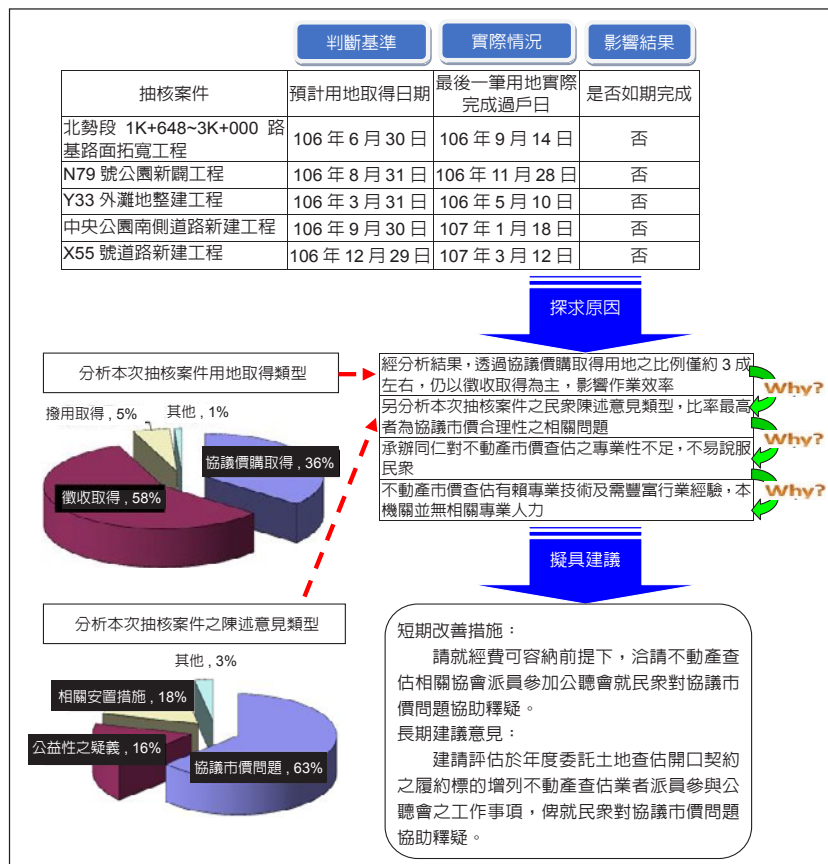 判斷基準
實際情況
影響結果
抽核案件
預計用地取得日期
最後一筆用地實際
完成過戶日
是否如期完成
北勢段 1K+648~3K+000 路
基路面拓寬工程
106 年 6 月 30 日
106 年 9 月 14 日
否
N79 號公園新闢工程
106 年 8 月 31 日
106 年 11 月 28 日
否
Y33 外灘地整建工程
106 年 3 月 31 日
106 年 5 月 10 日
否
中央公園南側道路新建工程
106 年 9 月 30 日
107 年 1 月 18 日
否
X55 號道路新建工程
106 年 12 月 29 日
107 年 3 月 12 日
否
探求原因
分析本次抽核案件用地取得類型
撥用取得 , 5%
其他 , 1%
協議價購取得 , 36%
徵收取得 , 58%
經分析結果，透過協議價購取得用地之比例僅約 3 成
左右，仍以徵收取得為主，影響作業效率
Why?
另分析本次抽核案件之民衆陳述意見類型，比率最高
者為協議市價合理性之相關問題
Why?
承辦同仁對不動產市價查估之專業性不足，不易說服
民衆
Why?
不動產市價查估有賴專業技術及需豐富行業經驗，本
機關並無相關專業人力
擬具建議
分析本次抽核案件之陳述意見類型
其他 , 3%
相關安置措施 , 18%
公益性之疑義 , 16%
協議市價問題 , 63%
短期改善措施：
請就經費可容納前提下，洽請不動產查
估相關協會派員參加公聽會就民衆對協議市
價問題協助釋疑。
長期建議意見：
建請評估於年度委託土地查估開口契約
之履約標的增列不動產查估業者派員參與公
聽會之工作事項，俾就民衆對協議市價問題
協助釋疑。